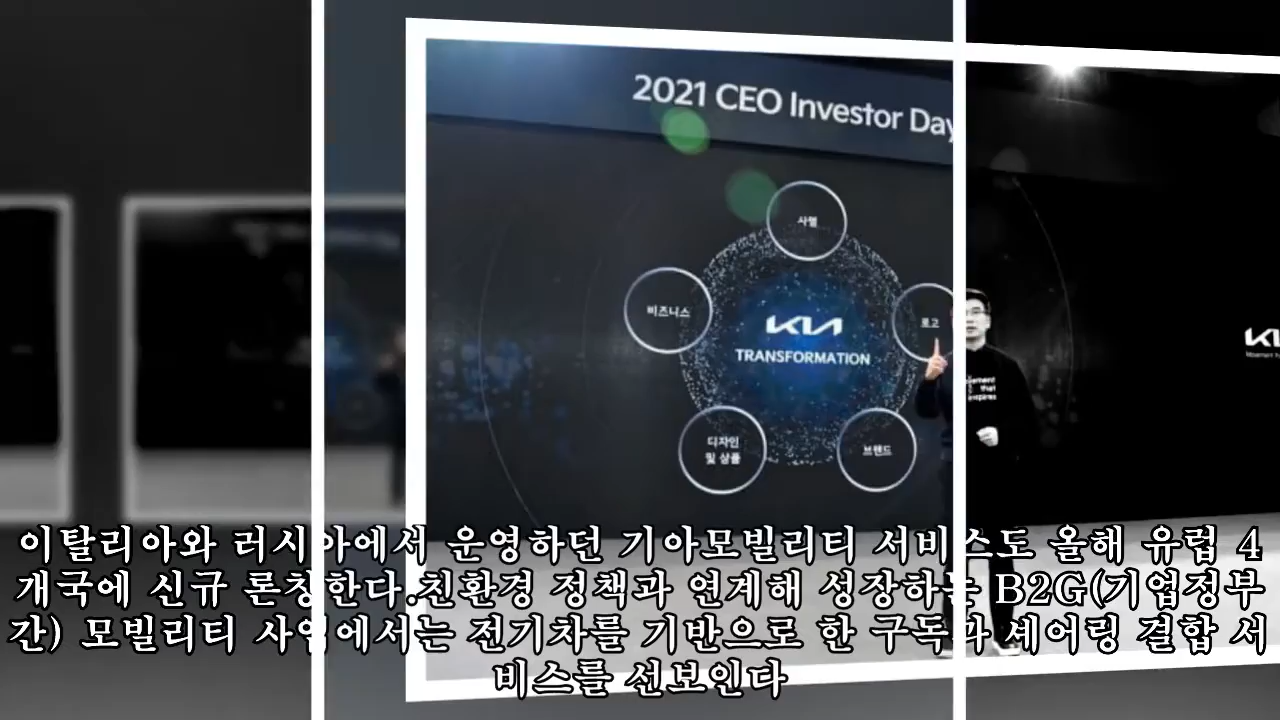 2021 CEO Investor Day
사명
비즈니스
로고
KIA
TRANSFORMATION
디자인
및 상품
브랜드
이탈리아와 러시아에서 운영하던 기아모빌리티 서비스도 올해 유럽 4
개국에 신규 론칭한다.친환경 정책과 연계해 성장하는 B2G(기업정부
간) 모빌리티 사업에서는 전기차를 기반으로 한 구독과 셰어링 결합 서
비스를 선보인다